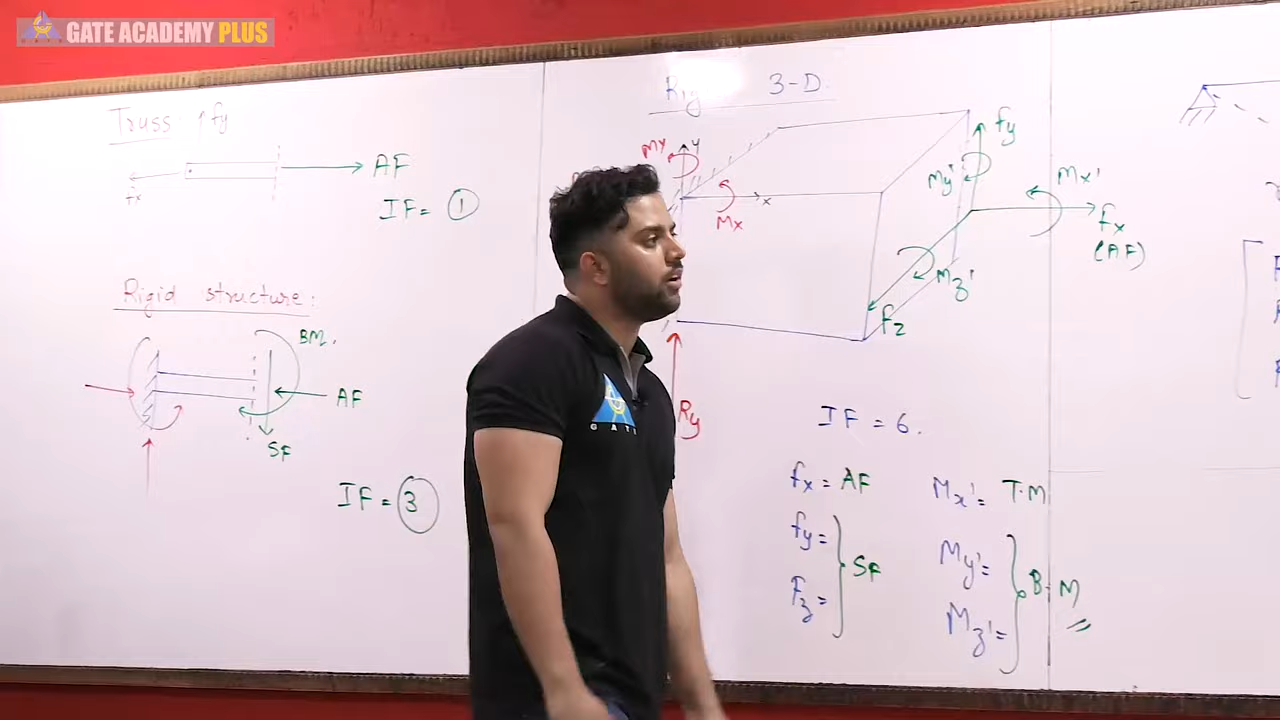 GATE ACADEMY PLUS
Truss
fy
fx
AF
IF = 1
Rigid structure:
BM.
AF
SF
IF = 3
3-D.
My
y
x
Mx
Ry
fy
My'
Mx'
fx
(AF)
Mz'
fz
IF = 6.
fx = AF
fy =
Fz =
SF
Mx' = T.M
My' =
Mz' =
B.M
GATE